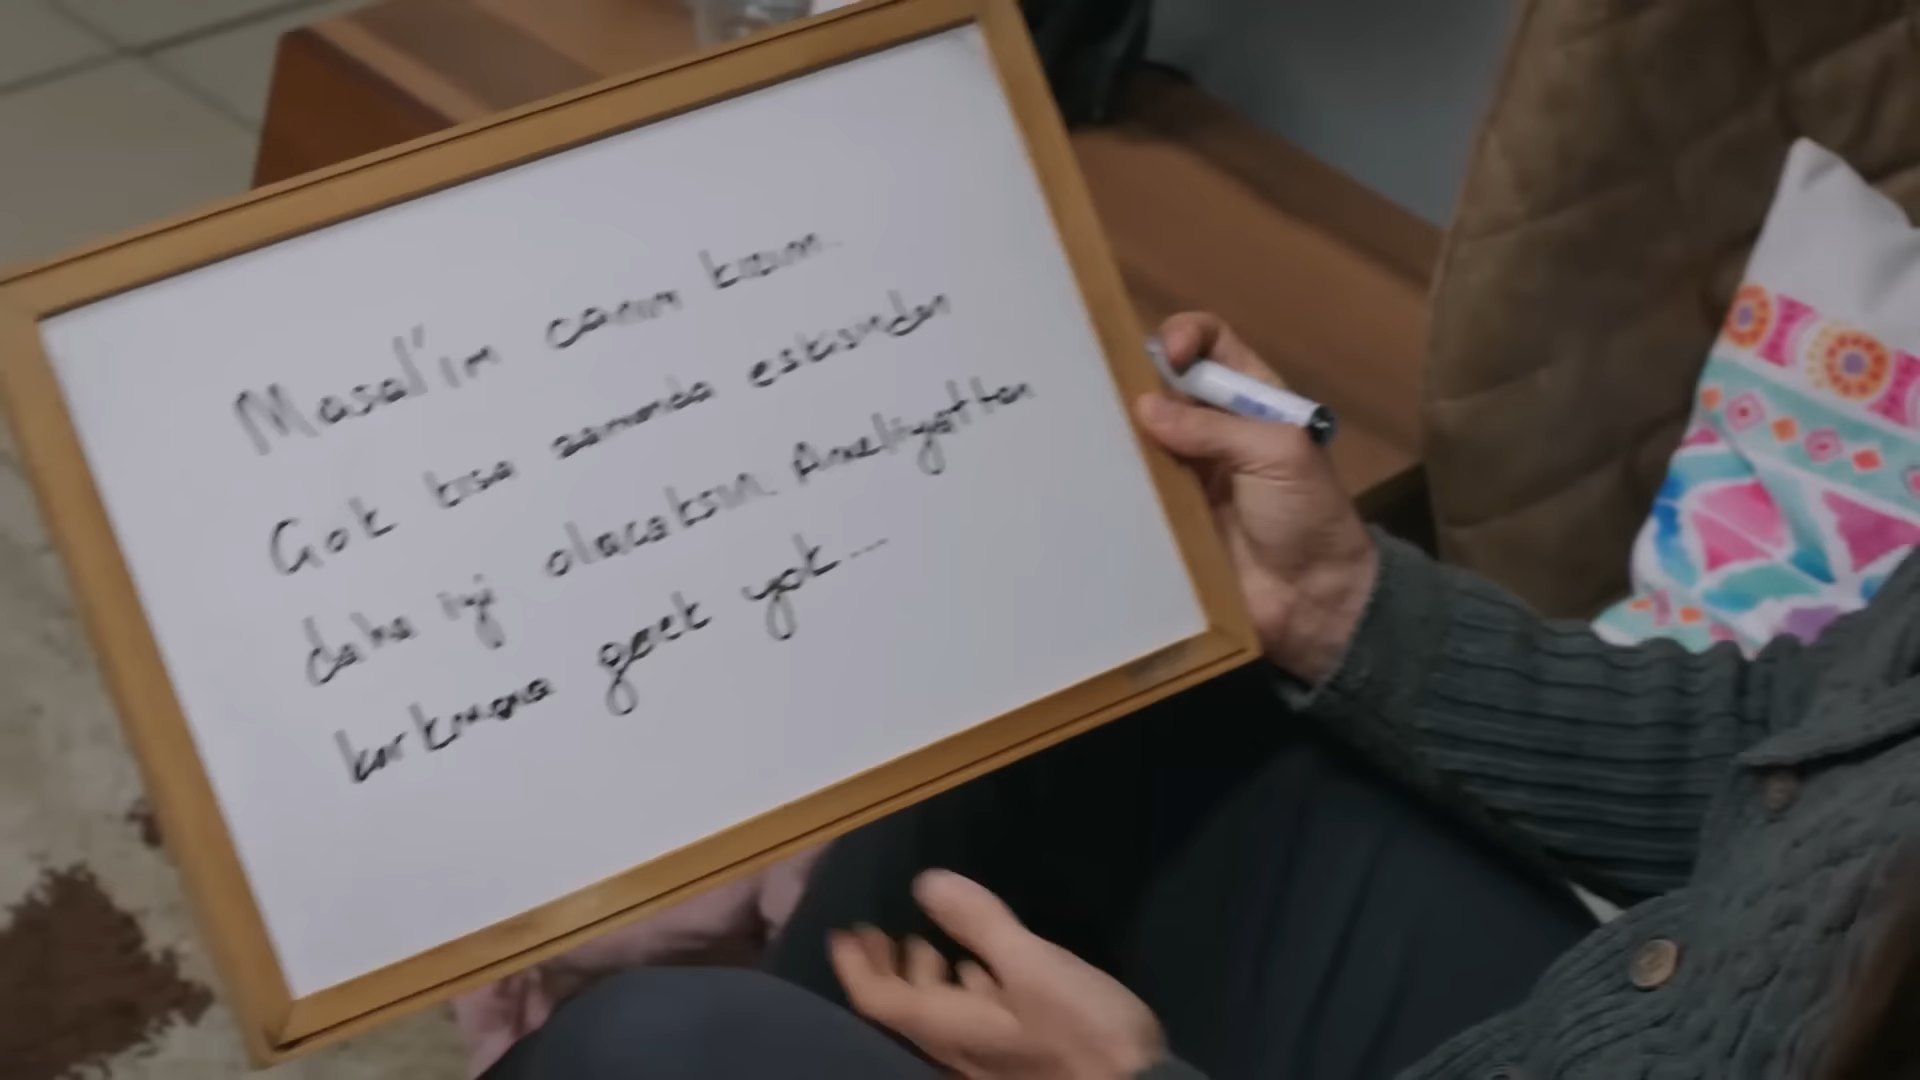 Masal'ım canım kızım
Çok kısa zamanda eskisinden
daha iyi olacaksın Ameliyattan
korkmana gerek yok...